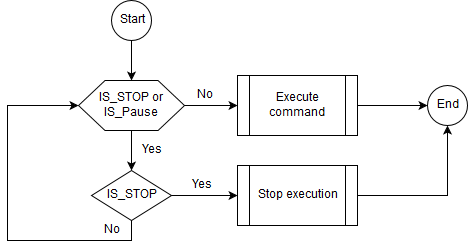 Start
IS_STOP or
IS_Pause
No
Execute
command
End
Yes
IS_STOP
Yes
Stop execution
No